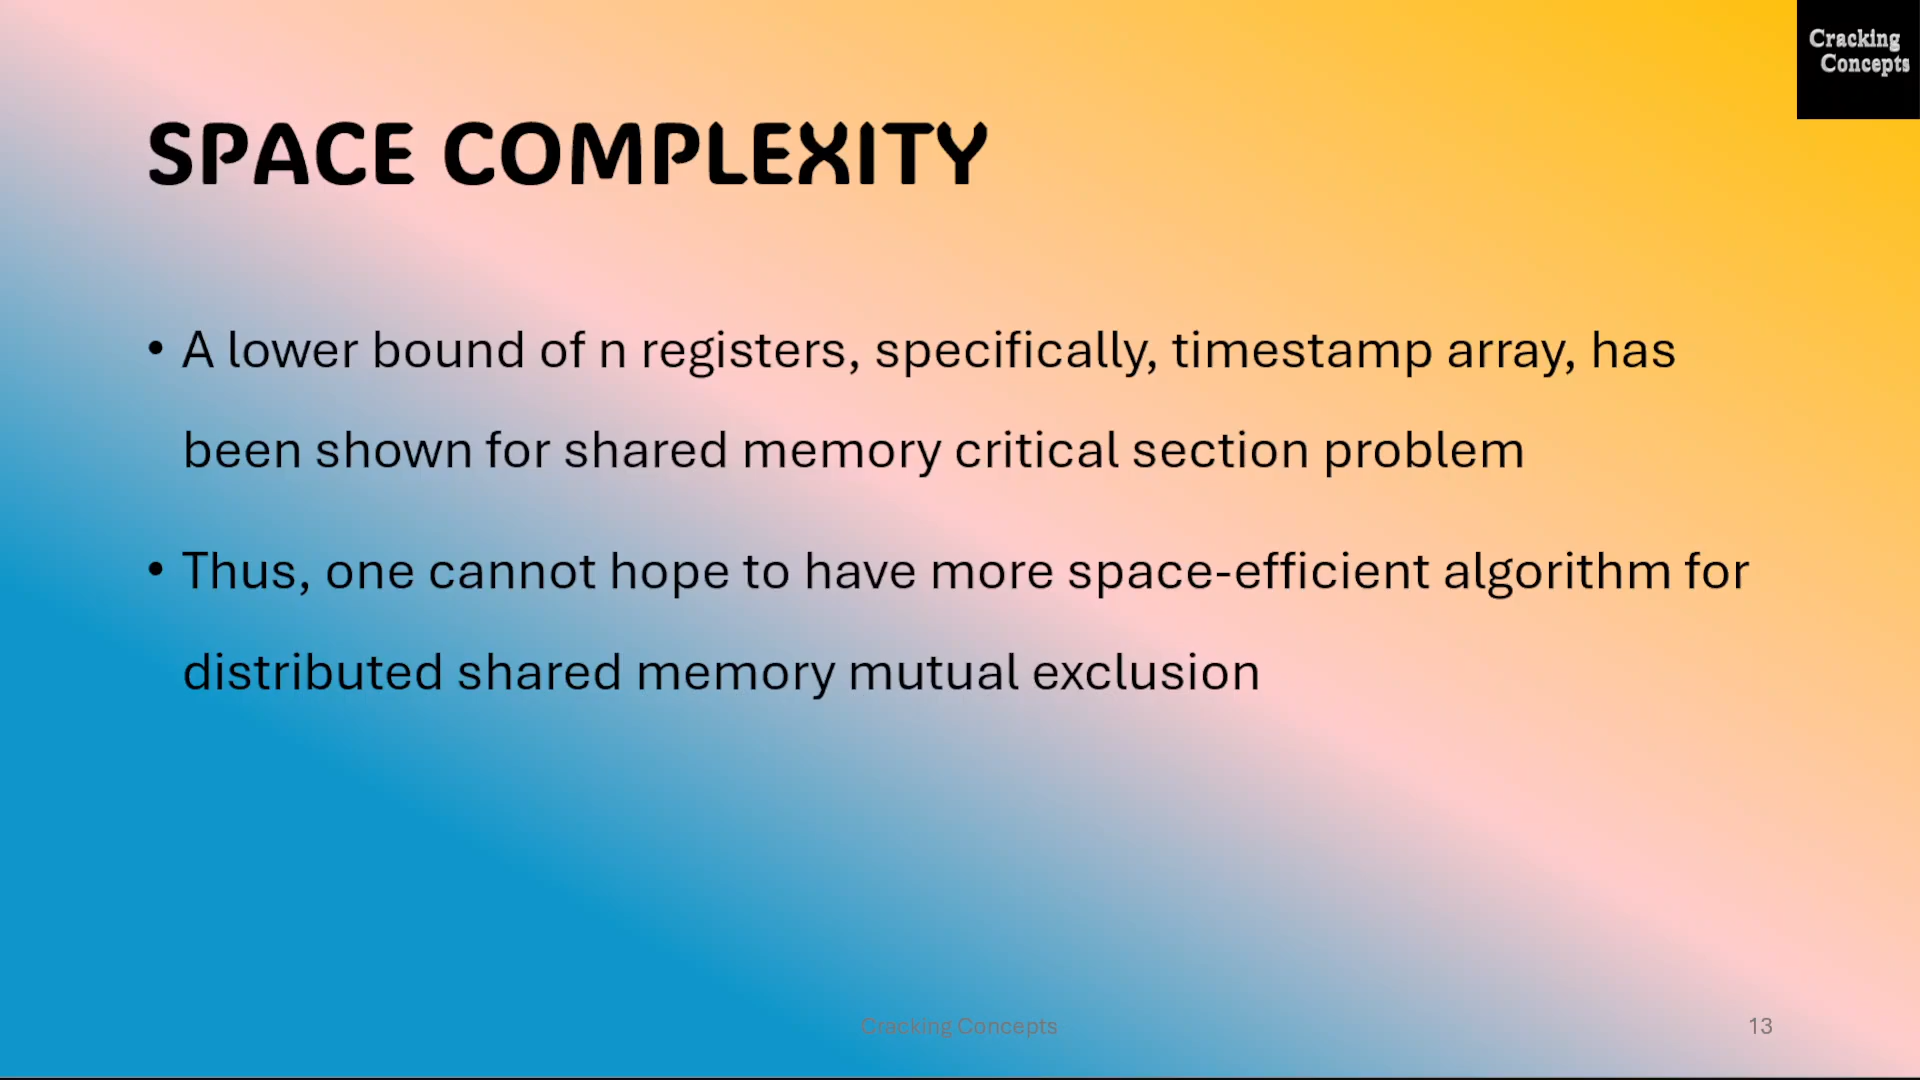 Cracking
Concepts
SPACE COMPLEXITY
• A lower bound of n registers, specifically, timestamp array, has
been shown for shared memory critical section problem
• Thus, one cannot hope to have more space-efficient algorithm for
distributed shared memory mutual exclusion
Cracking Concepts
13